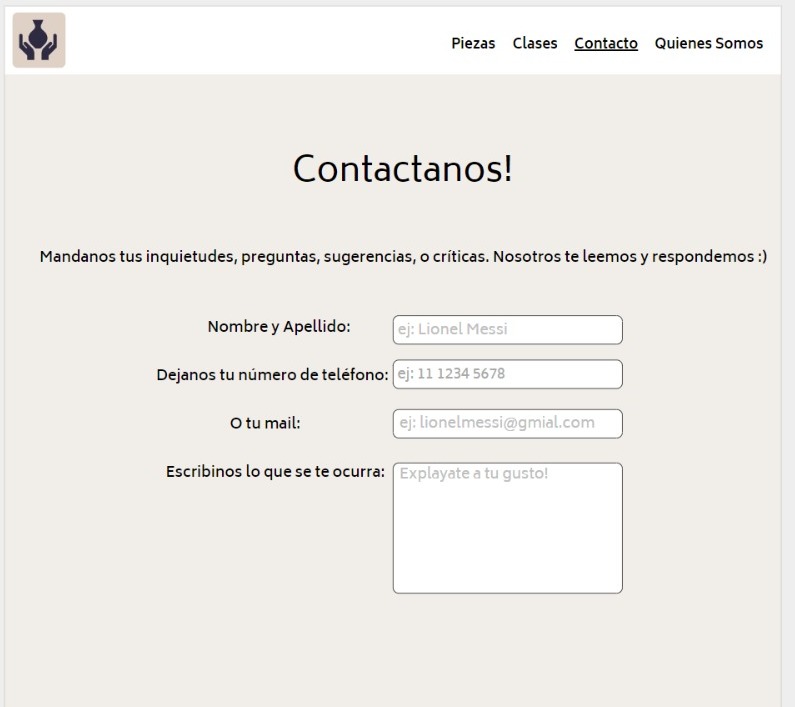 Piezas Clases Contacto Quienes Somos
Contactanos!
Mandanos tus inquietudes, preguntas, sugerencias, o críticas. Nosotros te leemos y respondemos :)
Nombre y Apellido: ej: Lionel Messi
Dejanos tu número de teléfono: ej: 11 1234 5678
O tu mail: ej: lionelmessi@gmial.com
Escribinos lo que se te ocurra: Explayate a tu gusto!